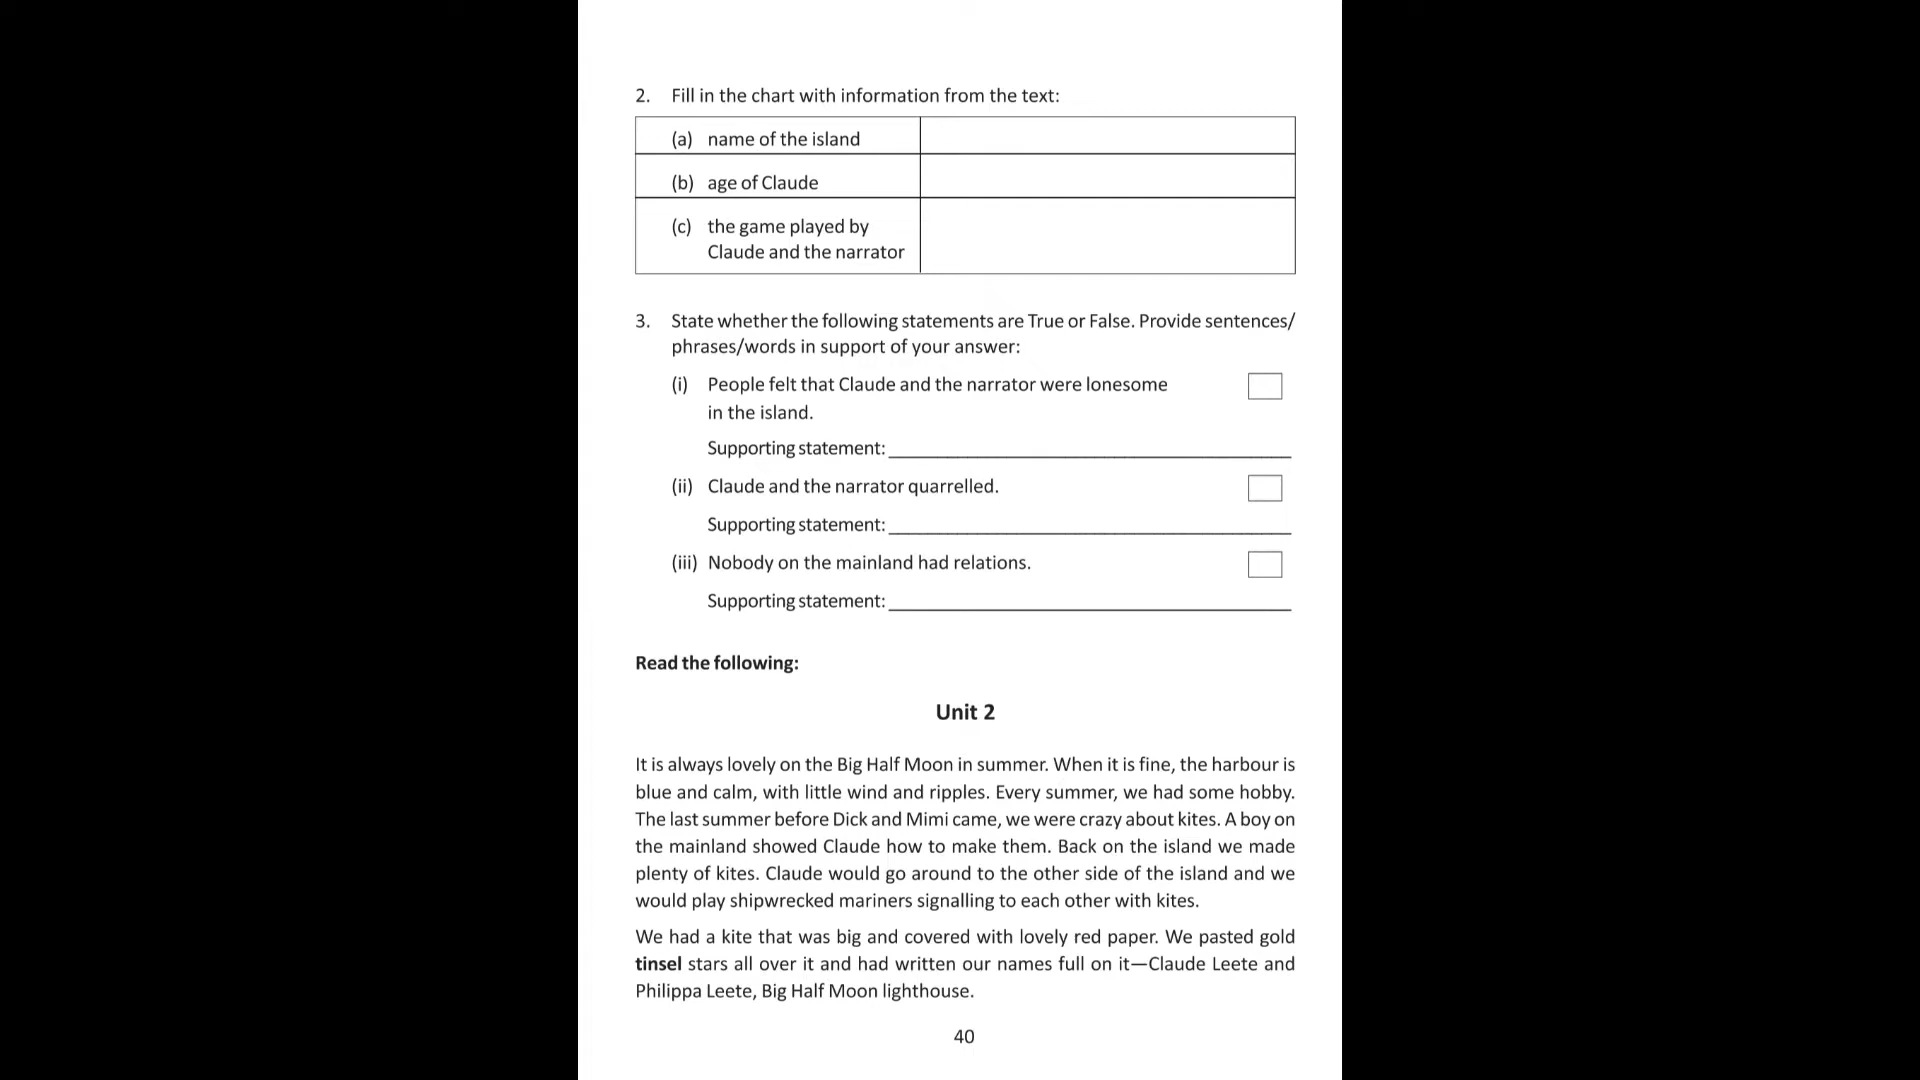 2. Fill in the chart with information from the text:
(a) name of the island
(b) age of Claude
(c) the game played by
Claude and the narrator
3. State whether the following statements are True or False. Provide sentences/
phrases/words in support of your answer:
(i) People felt that Claude and the narrator were lonesome
in the island.
Supporting statement:
(ii) Claude and the narrator quarrelled.
Supporting statement:
(iii) Nobody on the mainland had relations.
Supporting statement:
Read the following:
Unit 2
It is always lovely on the Big Half Moon in summer. When it is fine, the harbour is
blue and calm, with little wind and ripples. Every summer, we had some hobby.
The last summer before Dick and Mimi came, we were crazy about kites. A boy on
the mainland showed Claude how to make them. Back on the island we made
plenty of kites. Claude would go around to the other side of the island and we
would play shipwrecked mariners signalling to each other with kites.
We had a kite that was big and covered with lovely red paper. We pasted gold
tinsel stars all over it and had written our names full on it—Claude Leete and
Philippa Leete, Big Half Moon lighthouse.
40